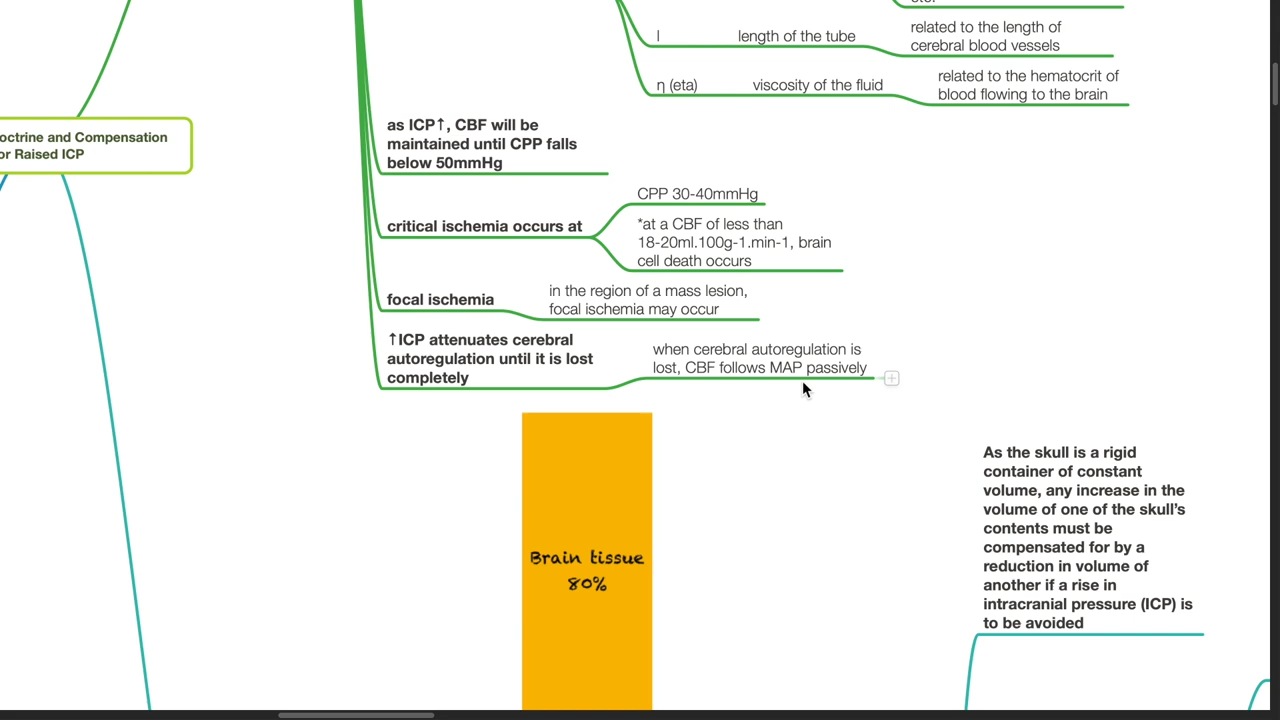 l
length of the tube
related to the length of
cerebral blood vessels
η (eta)
viscosity of the fluid
related to the hematocrit of
blood flowing to the brain
octrine and Compensation
or Raised ICP
as ICP↑, CBF will be
maintained until CPP falls
below 50mmHg
critical ischemia occurs at
CPP 30-40mmHg
*at a CBF of less than
18-20ml.100g-1.min-1, brain
cell death occurs
focal ischemia
in the region of a mass lesion,
focal ischemia may occur
↑ICP attenuates cerebral
autoregulation until it is lost
completely
when cerebral autoregulation is
lost, CBF follows MAP passively
Brain tissue
80%
As the skull is a rigid
container of constant
volume, any increase in the
volume of one of the skull's
contents must be
compensated for by a
reduction in volume of
another if a rise in
intracranial pressure (ICP) is
to be avoided